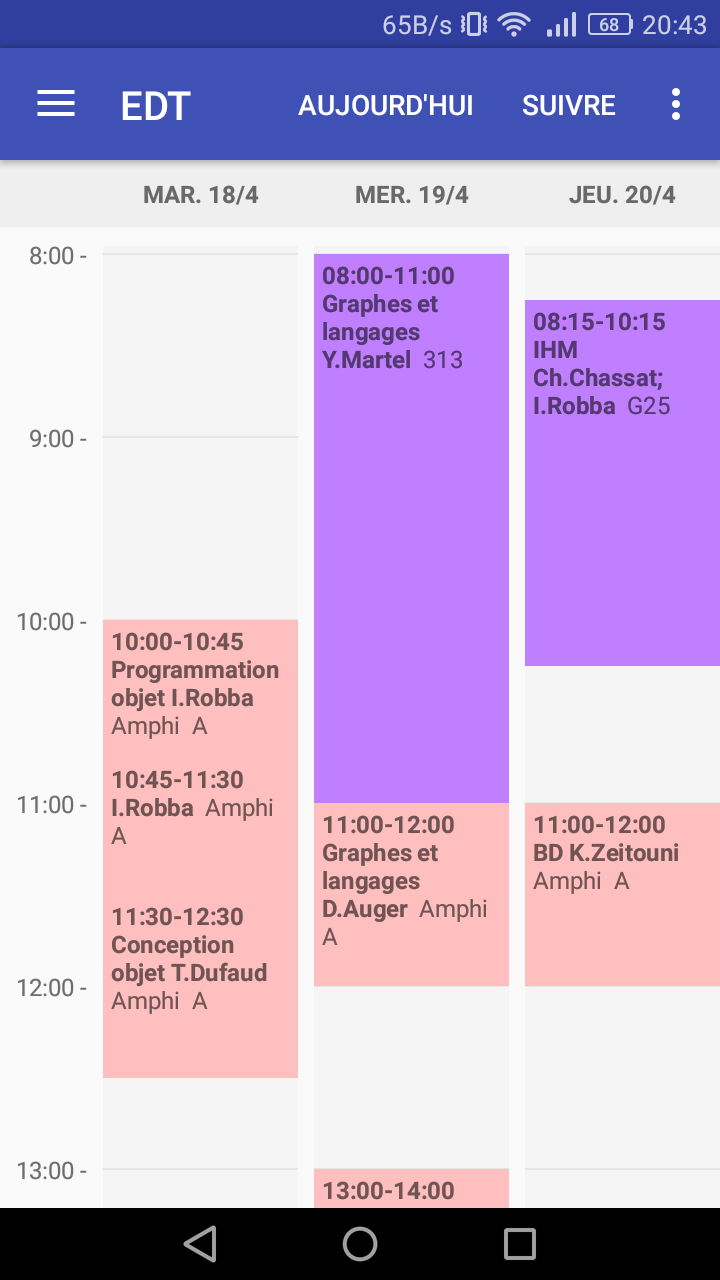 65B/s 68 20:43
EDT AUJOURD'HUI SUIVRE
MAR. 18/4 MER. 19/4 JEU. 20/4
8:00 -
9:00 -
10:00 -
11:00 -
12:00 -
13:00 -
10:00-10:45
Programmation
objet I.Robba
Amphi A
10:45-11:30
I.Robba Amphi
A
11:30-12:30
Conception
objet T.Dufaud
Amphi A
08:00-11:00
Graphes et
langages
Y.Martel 313
11:00-12:00
Graphes et
langages
D.Auger Amphi
A
13:00-14:00
08:15-10:15
IHM
Ch.Chassat;
I.Robba G25
11:00-12:00
BD K.Zeitouni
Amphi A